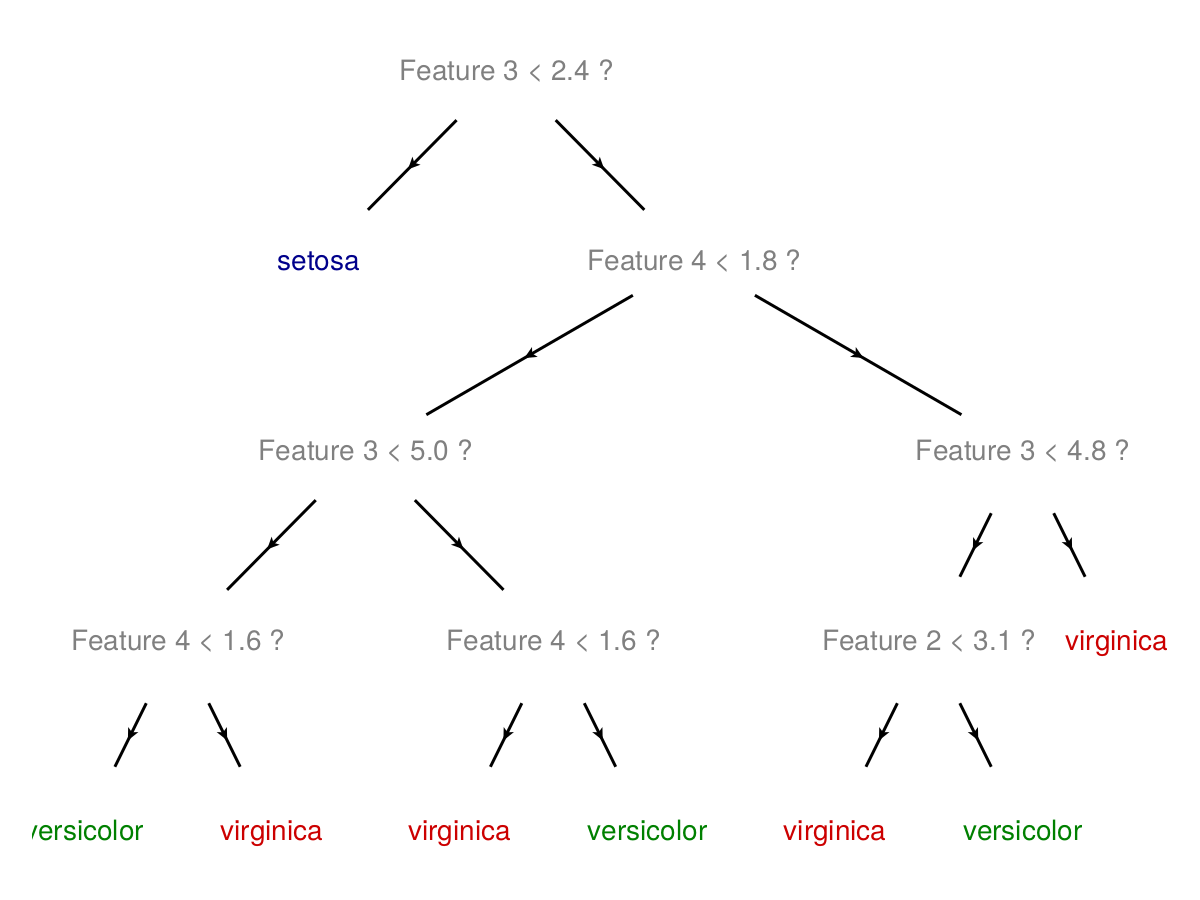 Feature 3 < 2.4 ?
setosa
Feature 4 < 1.8 ?
Feature 3 < 5.0 ?
Feature 3 < 4.8 ?
Feature 4 < 1.6 ?
Feature 4 < 1.6 ?
Feature 2 < 3.1 ?
virginica
versicolor
virginica
virginica
versicolor
virginica
versicolor